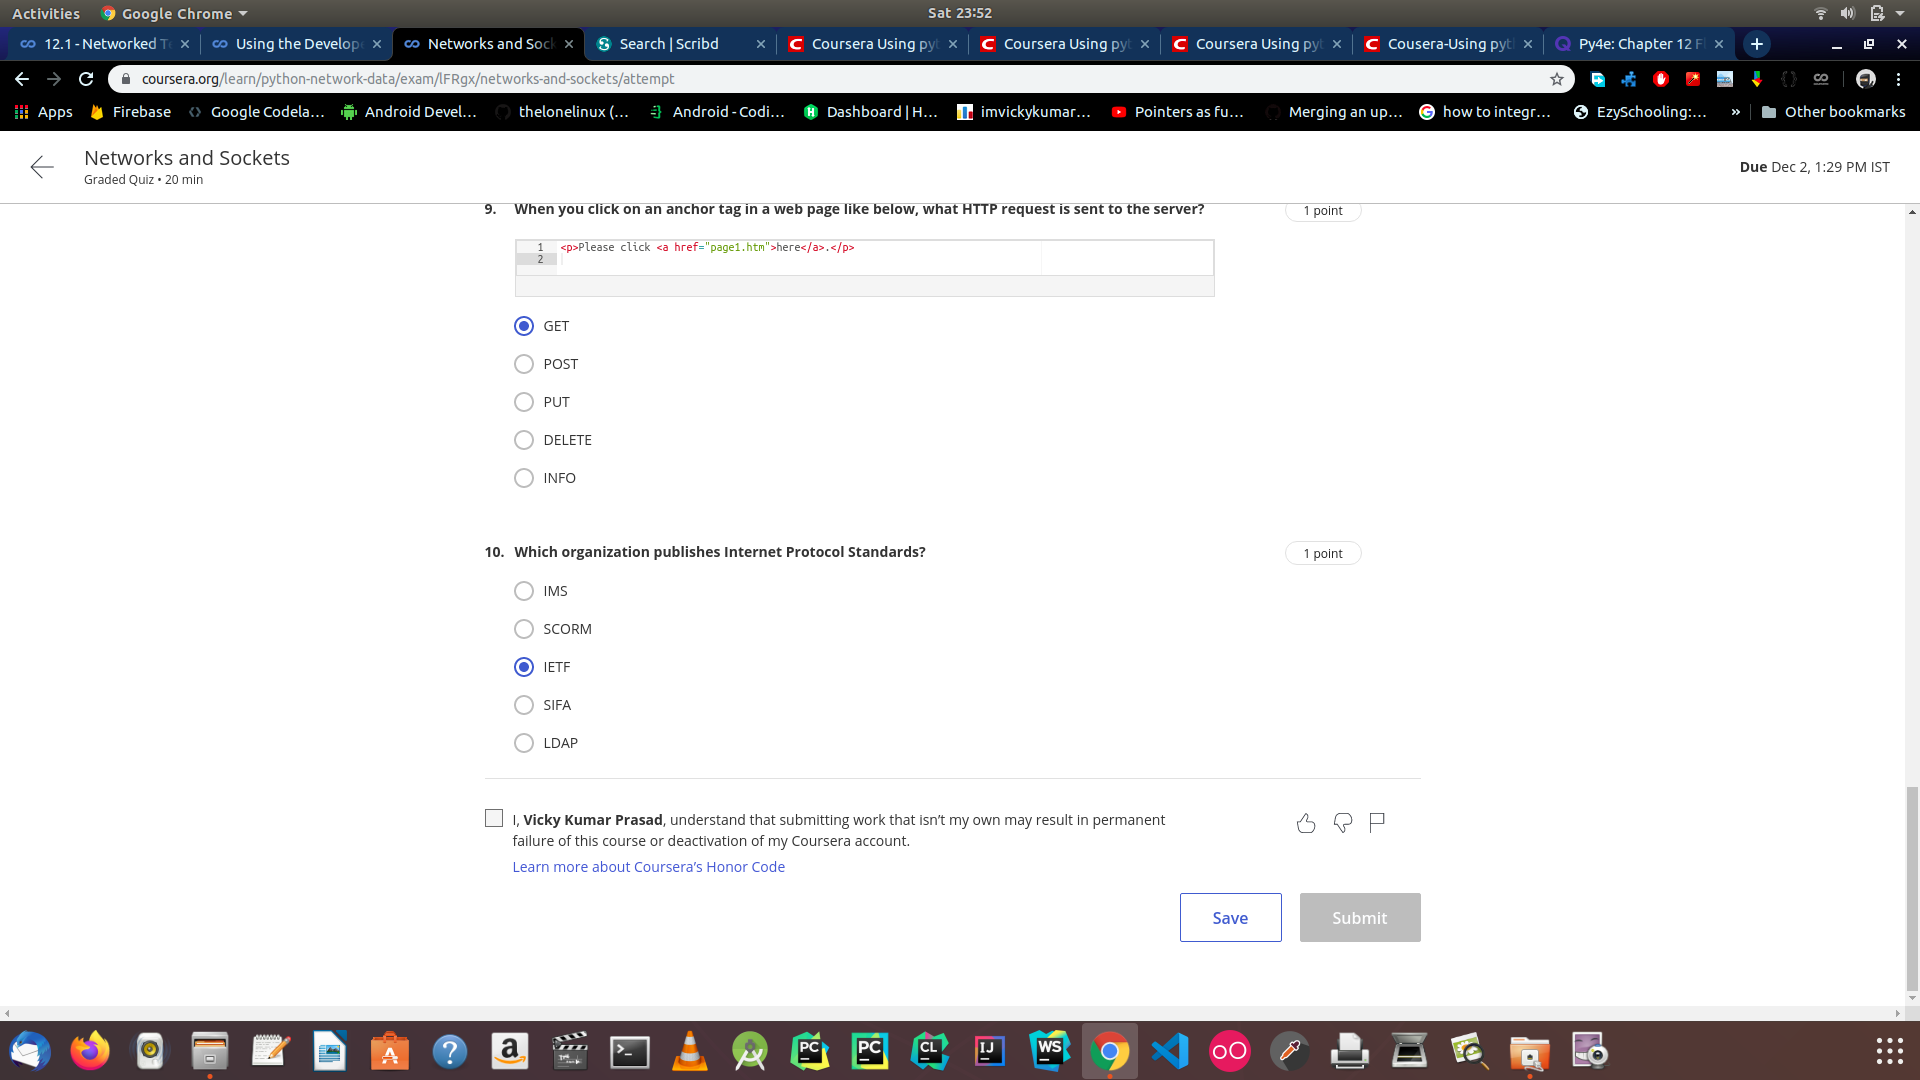 Activities
Google Chrome
Sat 23:52
12.1 - Networked Te
Using the Develope
Networks and Sock
Search | Scribd
Coursera Using pyt
Coursera Using pyt
Coursera Using pyt
Cousera-Using pyth
Py4e: Chapter 12 Fl
coursera.org/learn/python-network-data/exam/lFRgx/networks-and-sockets/attempt
Apps
Firebase
Google Codela...
Android Devel...
thelonelinux (...
Android - Codi...
Dashboard | H...
imvickykumar...
Pointers as fu...
Merging an up...
how to integr...
EzySchooling:...
»
Other bookmarks
Networks and Sockets
Graded Quiz • 20 min
Due Dec 2, 1:29 PM IST
9. When you click on an anchor tag in a web page like below, what HTTP request is sent to the server?
1 point
1 <p>Please click <a href="page1.htm">here</a>.</p>
2
GET
POST
PUT
DELETE
INFO
10. Which organization publishes Internet Protocol Standards?
1 point
IMS
SCORM
IETF
SIFA
LDAP
I, Vicky Kumar Prasad, understand that submitting work that isn't my own may result in permanent
failure of this course or deactivation of my Coursera account.
Learn more about Coursera's Honor Code
Save
Submit